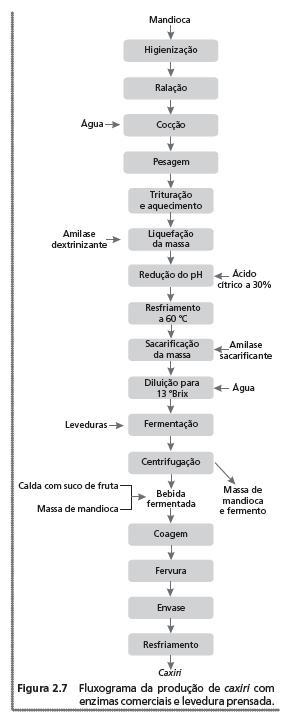 Mandioca
Higienização
Ralação
Água
Cocção
Pesagem
Trituração
e aquecimento
Amilase
dextrinizante
Liquefação
da massa
Redução do pH
Ácido
cítrico a 30%
Resfriamento
a 60 °C
Sacarificação
da massa
Amilase
sacarificante
Diluição para
13 °Brix
Água
Leveduras
Fermentação
Centrifugação
Massa de
mandioca
e fermento
Calda com suco de fruta
Massa de mandioca
Bebida
fermentada
Coagem
Fervura
Envase
Resfriamento
Caxiri
Figura 2.7 Fluxograma da produção de caxiri com
enzimas comerciais e levedura prensada.